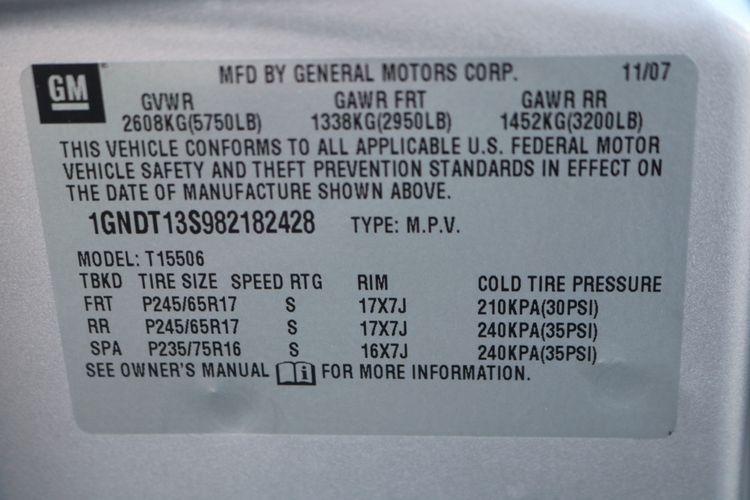 GM MFD BY GENERAL MOTORS CORP. 11/07
GVWR GAWR FRT GAWR RR
2608KG(5750LB) 1338KG(2950LB) 1452KG(3200LB)
THIS VEHICLE CONFORMS TO ALL APPLICABLE U.S. FEDERAL MOTOR
VEHICLE SAFETY AND THEFT PREVENTION STANDARDS IN EFFECT ON
THE DATE OF MANUFACTURE SHOWN ABOVE.
1GNDT13S982182428 TYPE: M.P.V.
MODEL: T15506
TBKD TIRE SIZE SPEED RTG RIM COLD TIRE PRESSURE
FRT P245/65R17 S 17X7J 210KPA(30PSI)
RR P245/65R17 S 17X7J 240KPA(35PSI)
SPA P235/75R16 S 16X7J 240KPA(35PSI)
SEE OWNER'S MANUAL i FOR MORE INFORMATION.